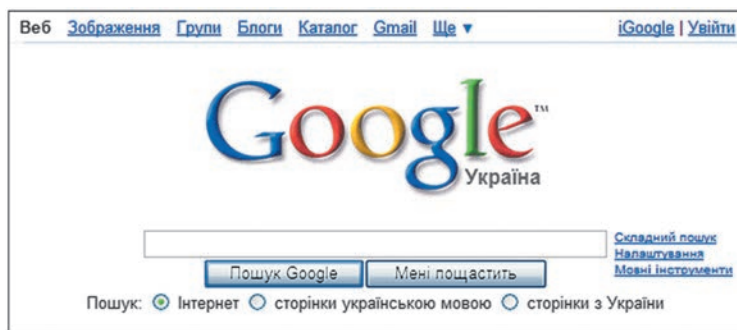 Веб Зображення Групи Блоги Каталог Gmail Ще ▼ iGoogle | Увійти
Google™
Україна
Складний пошук
Налаштування
Мовні інструменти
Пошук Google Мені пощастить
Пошук: Інтернет сторінки українською мовою сторінки з України